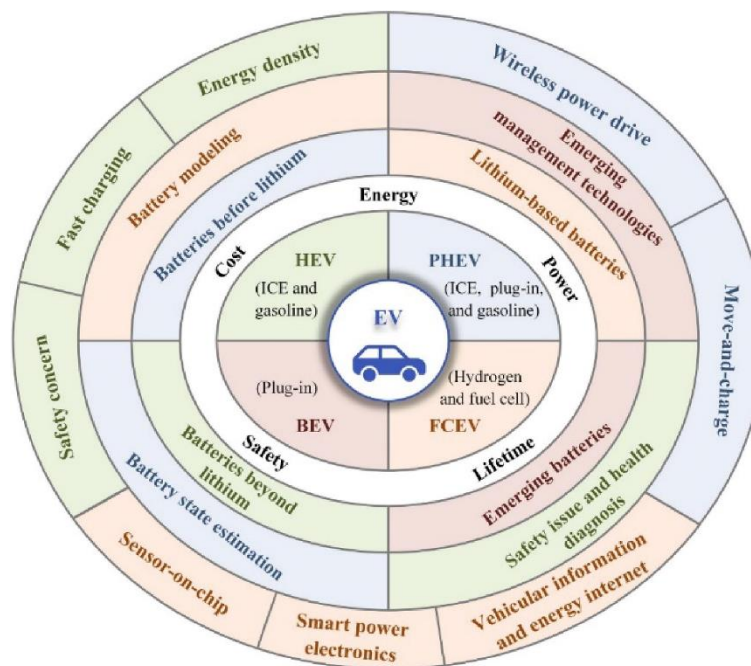 Energy density
Wireless power drive
Fast charging
Battery modeling
Emerging
management technologies
Batteries before lithium
Lithium-based batteries
Energy
Cost
Power
HEV
(ICE and
gasoline)
PHEV
(ICE, plug-in,
and gasoline)
EV
(Plug-in)
BEV
(Hydrogen
and fuel cell)
FCEV
Safety
Lifetime
Move-and-charge
Safety concern
Batteries beyond
lithium
Emerging batteries
Battery state estimation
Safety issue and health
diagnosis
Sensor-on-chip
Smart power
electronics
Vehicular information
and energy internet